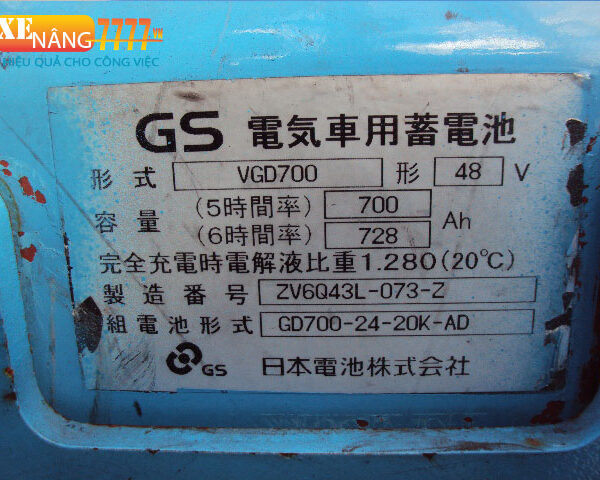 XE
NÂNG 7777.VN
HIỆU QUẢ CHO CÔNG VIỆC
GS 電気車用蓄電池
形式 VGD700 形 48 V
容量 (5時間率) 700 Ah
(6時間率) 728
完全充電時電解液比重1.280(20℃)
製造番号 ZV6Q43L-073-Z
組電池形式 GD700-24-20K-AD
GS 日本電池株式会社